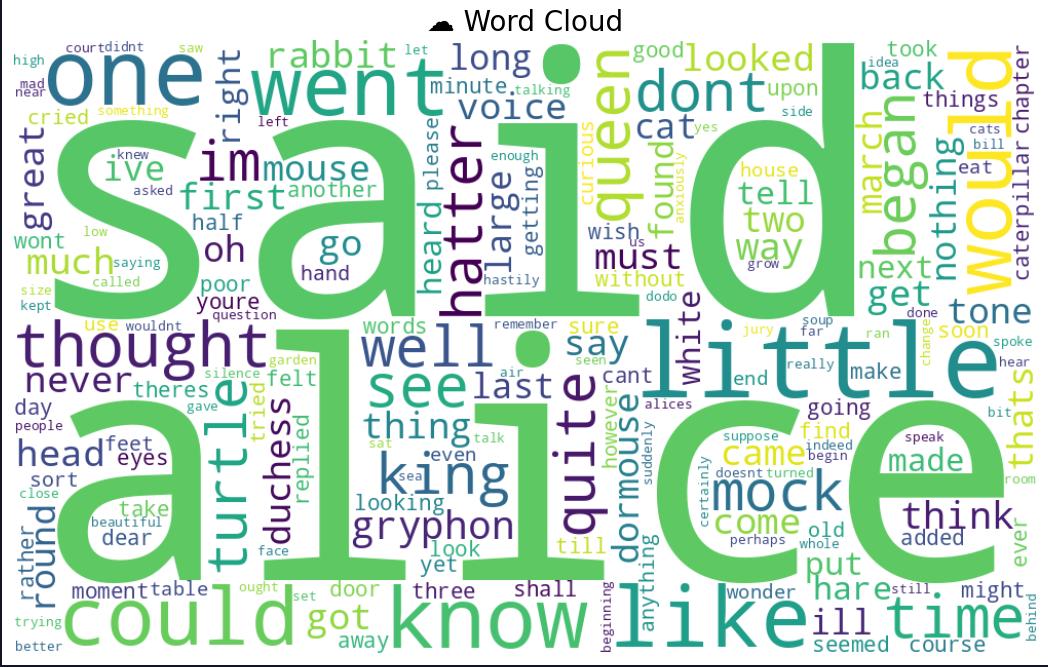 ☁ Word Cloud
said
alice
little
one
went
rabbit
let
long
minute
talking
voice
queen
good
looked
dont
upon
side
cat
yes
took
idea
back
things
would
chapter
high
court
didnt
saw
mad
near
cried
something
right
left
great
knew
ive
asked
im
mouse
first
another
half
oh
go
hand
please
heard
hatter
enough
large
getting
hastily
curious
found
anxiously
wish
us
must
without
dodo
house
tell
two
way
grow
march
began
nothing
cats
bill
eat
caterpillar
next
get
done
tone
wont
low
much
saying
called
size
kept
poor
youre
question
use
wouldnt
thought
never
theres
silence
garden
felt
gave
tried
words
remember
sure
well
say
seen
see
last
air
cant
white
jury
soup
far
ran
really
make
end
change
soon
spoke
hear
day
people
head
feet
eyes
sort
close
take
beautiful
dear
turtle
duchess
replied
face
thing
sat
talk
even
king
sea
looking
gryphon
look
yet
quite
till
however
dormouse
suddenly
alices
going
suppose
find
came
indeed
begin
doesnt
turned
certainly
mock
come
perhaps
old
whole
put
speak
made
think
added
bit
thats
room
ever
rather
round
moment
table
ought
set
door
three
shall
beginning
anything
wonder
hare
still
might
behind
trying
better
could
got
away
know
like
ill
time
seemed
course